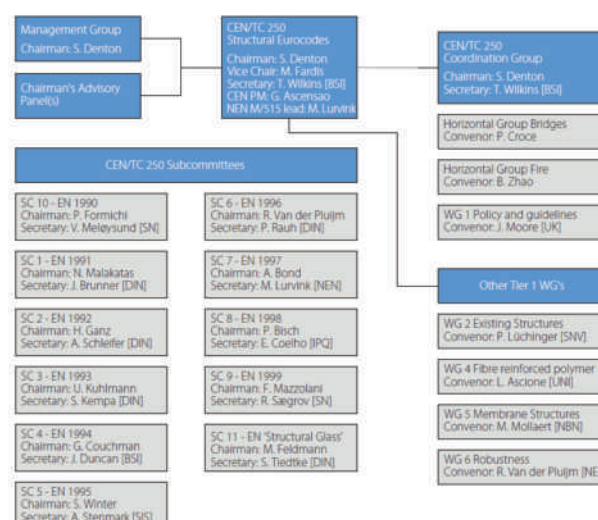 Management Group
Chairman: S. Denton
Chairman's Advisory
Panel(s)
CEN/TC 250
Structural Eurocodes
Chairman: S. Denton
Vice Chair: M. Fardis
Secretary: T. Wilkins [BSI]
CEN PM: G. Ascensao
NEN M/515 lead: M. Lurvink
CEN/TC 250
Coordination Group
Chairman: S. Denton
Secretary: T. Wilkins [BSI]
Horizontal Group Bridges
Convenor: P. Croce
Horizontal Group Fire
Convenor: B. Zhao
WG 1 Policy and guidelines
Convenor: J. Moore [UK]
CEN/TC 250 Subcommittees
SC 10 - EN 1990
Chairman: P. Formichi
Secretary: V. Meløysund [SN]
SC 1 - EN 1991
Chairman: N. Malakatas
Secretary: J. Brunner [DIN]
SC 2 - EN 1992
Chairman: H. Ganz
Secretary: A. Schleifer [DIN]
SC 3 - EN 1993
Chairman: U. Kuhlmann
Secretary: S. Kempa [DIN]
SC 4 - EN 1994
Chairman: G. Couchman
Secretary: J. Duncan [BSI]
SC 5 - EN 1995
Chairman: S. Winter
Secretary: A. Stenmark [SIS]
SC 6 - EN 1996
Chairman: R. Van der Pluijm
Secretary: P. Rauh [DIN]
SC 7 - EN 1997
Chairman: A. Bond
Secretary: M. Lurvink [NEN]
SC 8 - EN 1998
Chairman: P. Bisch
Secretary: E. Coelho [IPQ]
SC 9 - EN 1999
Chairman: F. Mazzolani
Secretary: R. Sægrov [SN]
SC 11 - EN 'Structural Glass'
Chairman: M. Feldmann
Secretary: S. Tiedtke [DIN]
Other Tier 1 WG's
WG 2 Existing Structures
Convenor: P. Lüchinger [SNV]
WG 4 Fibre reinforced polymer
Convenor: L. Ascione [UNI]
WG 5 Membrane Structures
Convenor: M. Mollaert [NBN]
WG 6 Robustness
Convenor: R. Van der Pluijm [NE